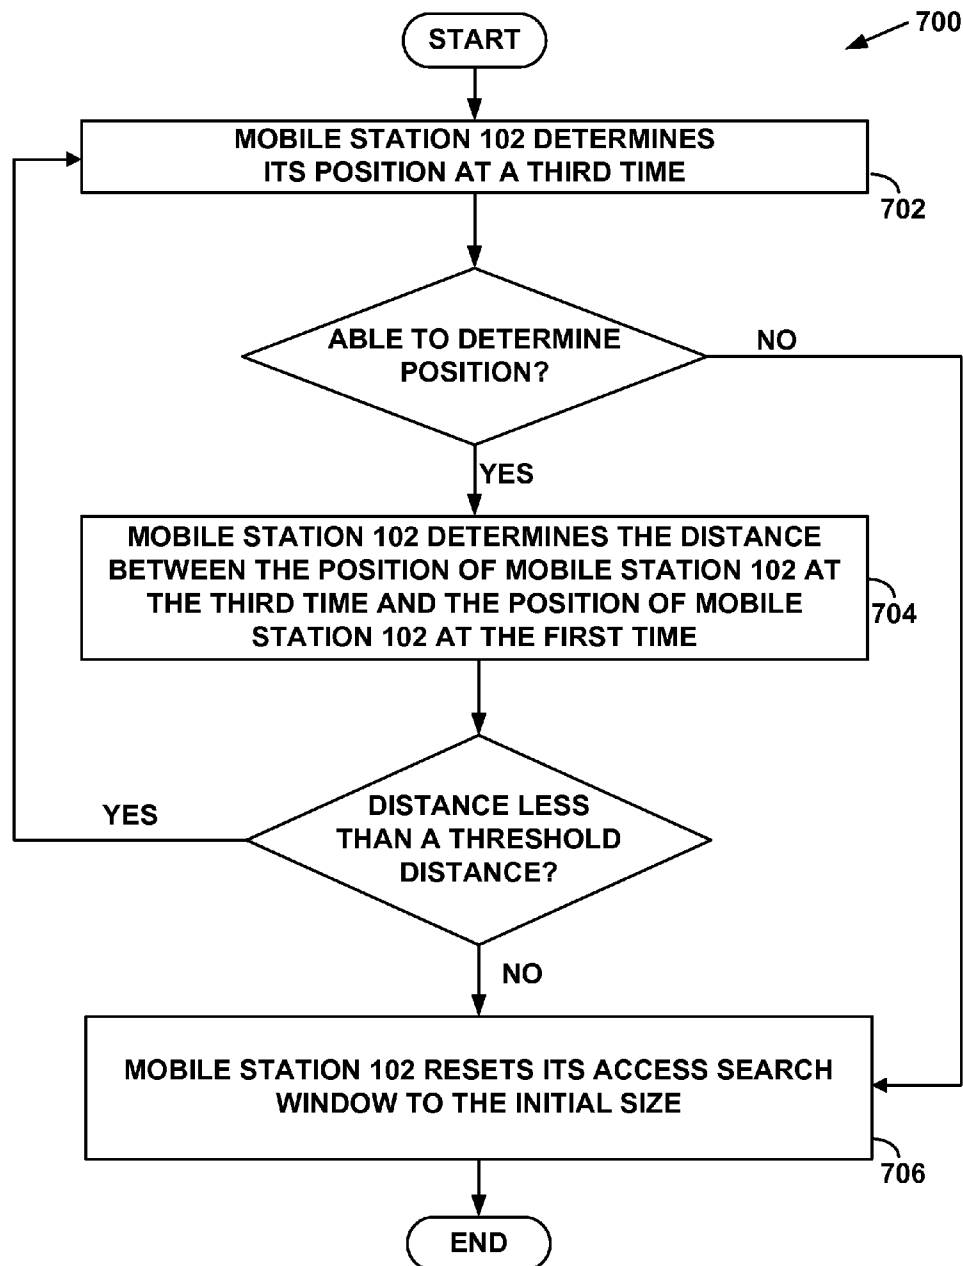 START
700
MOBILE STATION 102 DETERMINES
ITS POSITION AT A THIRD TIME
702
ABLE TO DETERMINE
POSITION?
NO
YES
MOBILE STATION 102 DETERMINES THE DISTANCE
BETWEEN THE POSITION OF MOBILE STATION 102 AT
THE THIRD TIME AND THE POSITION OF MOBILE
STATION 102 AT THE FIRST TIME
704
DISTANCE LESS
THAN A THRESHOLD
DISTANCE?
YES
NO
MOBILE STATION 102 RESETS ITS ACCESS SEARCH
WINDOW TO THE INITIAL SIZE
706
END